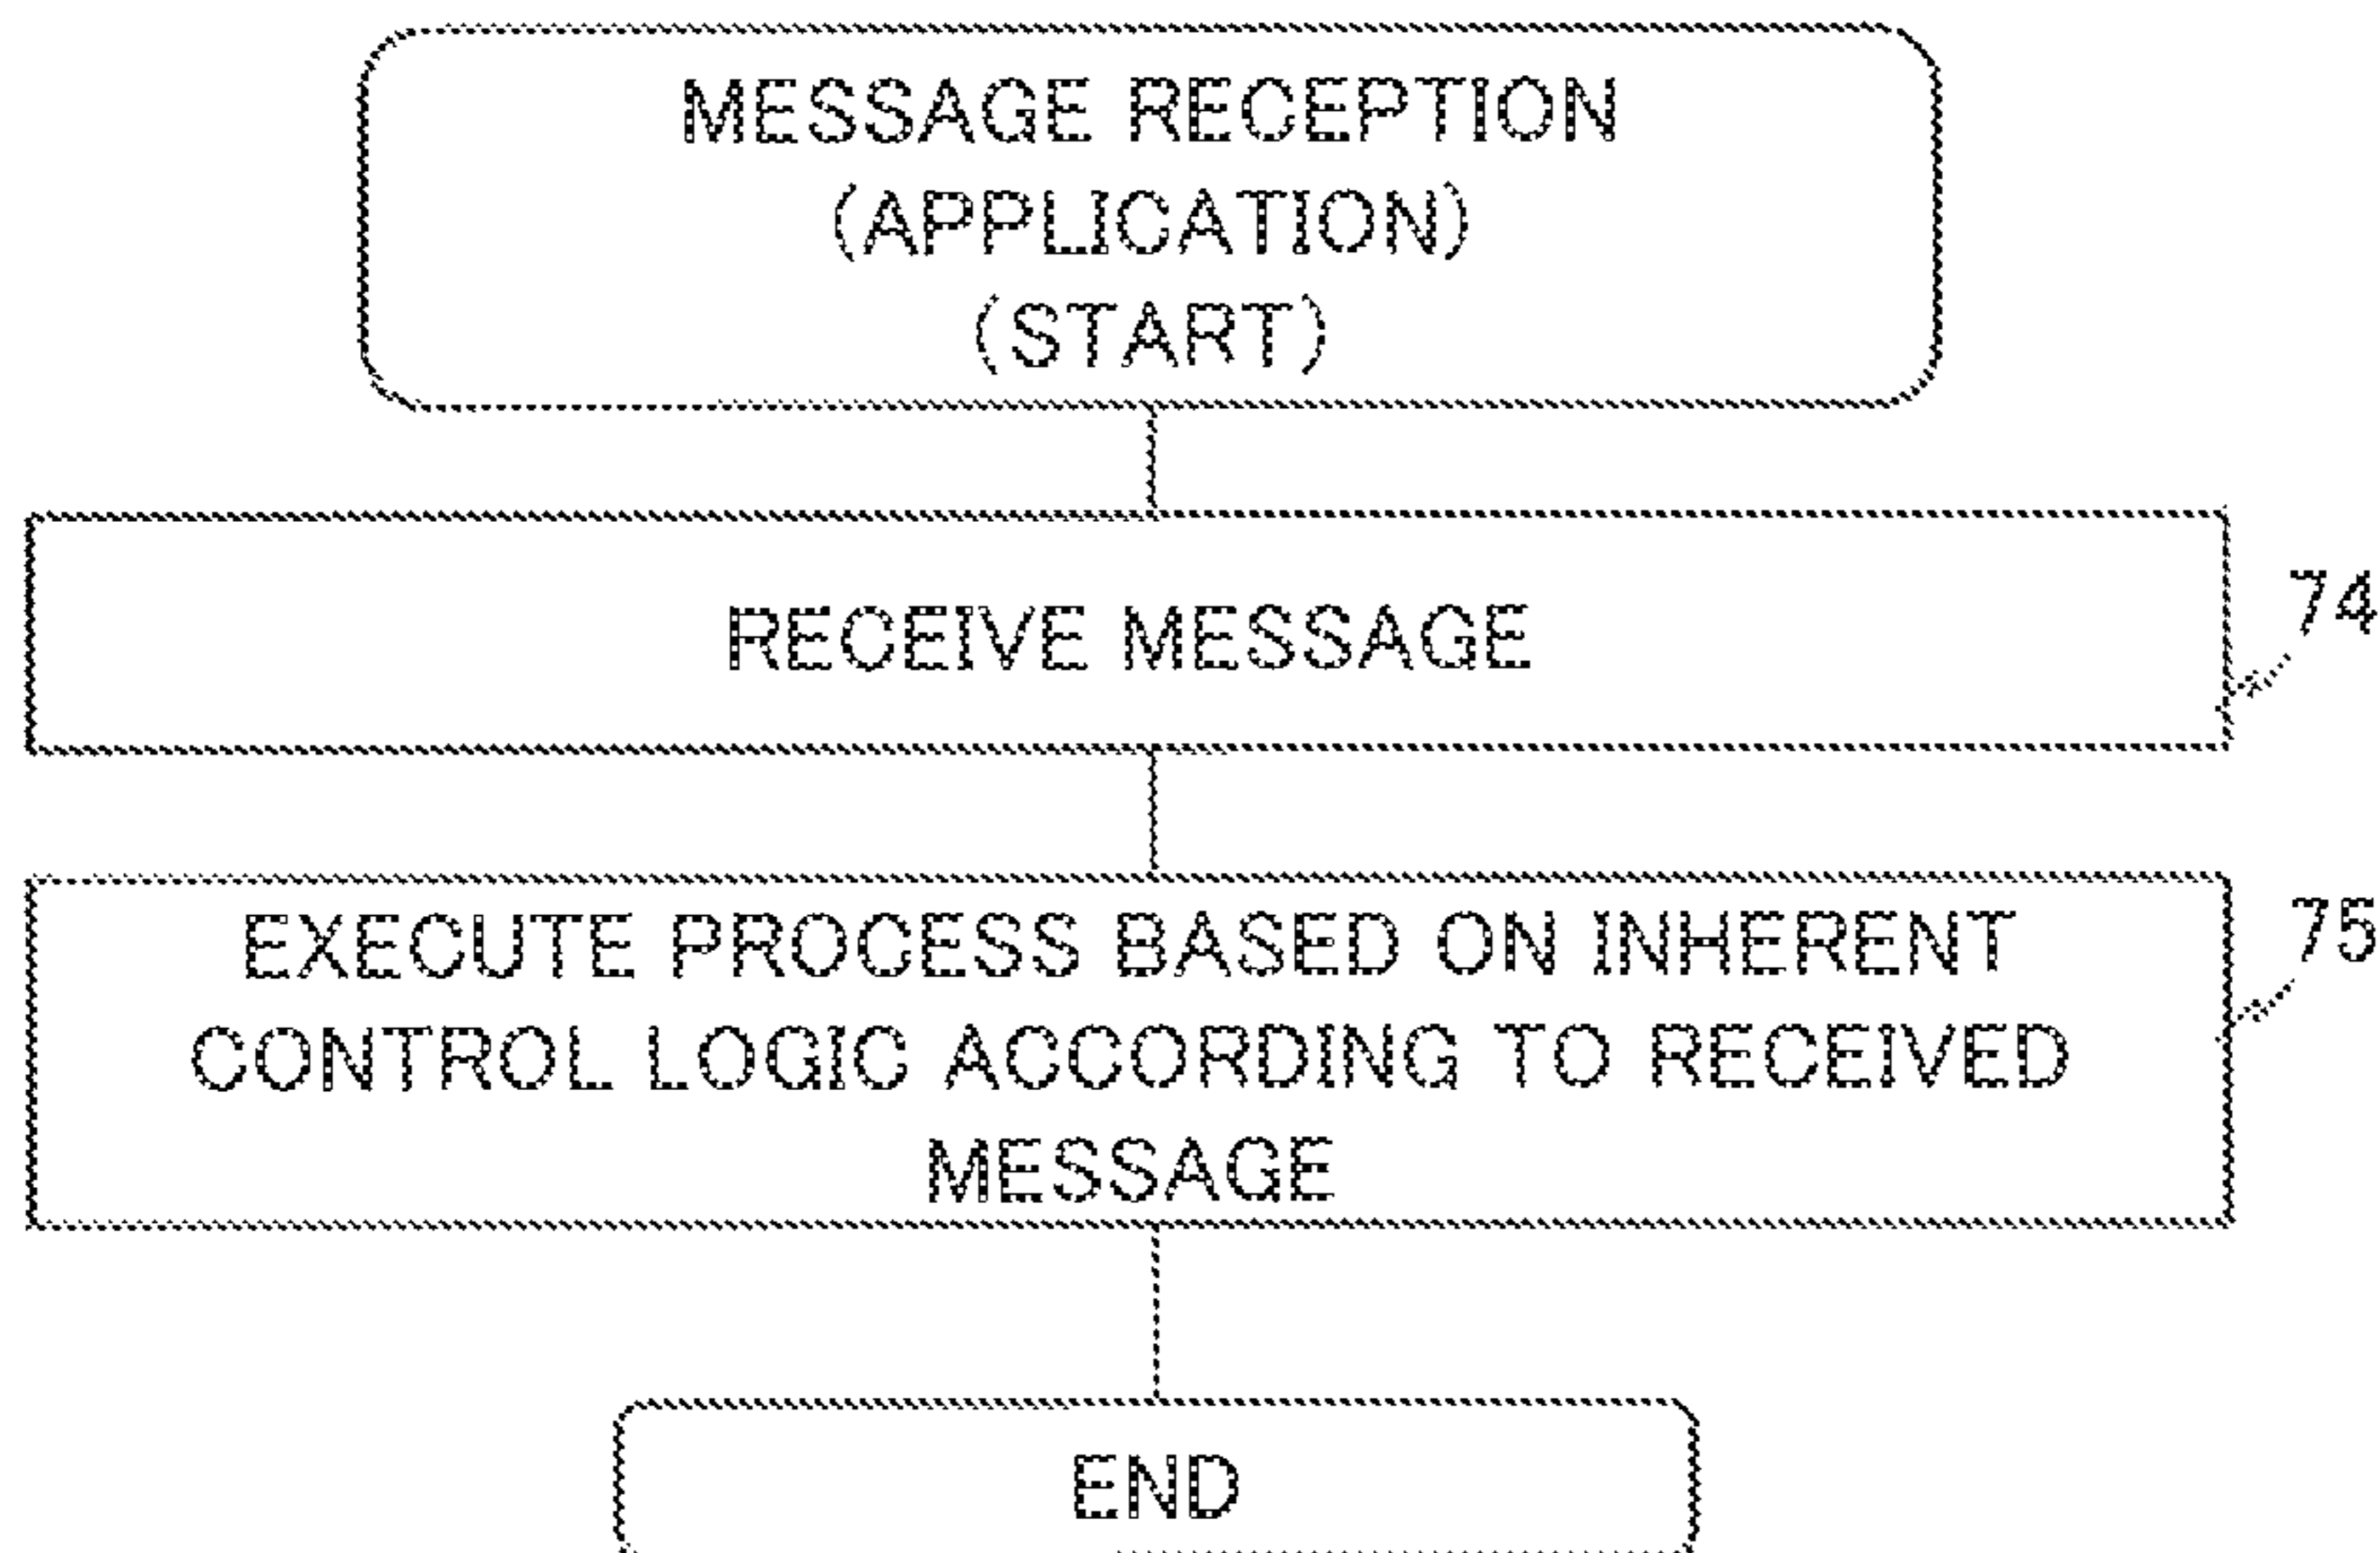 MESSAGE RECEPTION
(APPLICATION)
(START)
RECEIVE MESSAGE
74
EXECUTE PROCESS BASED ON INHERENT
CONTROL LOGIC ACCORDING TO RECEIVED
MESSAGE
75
END